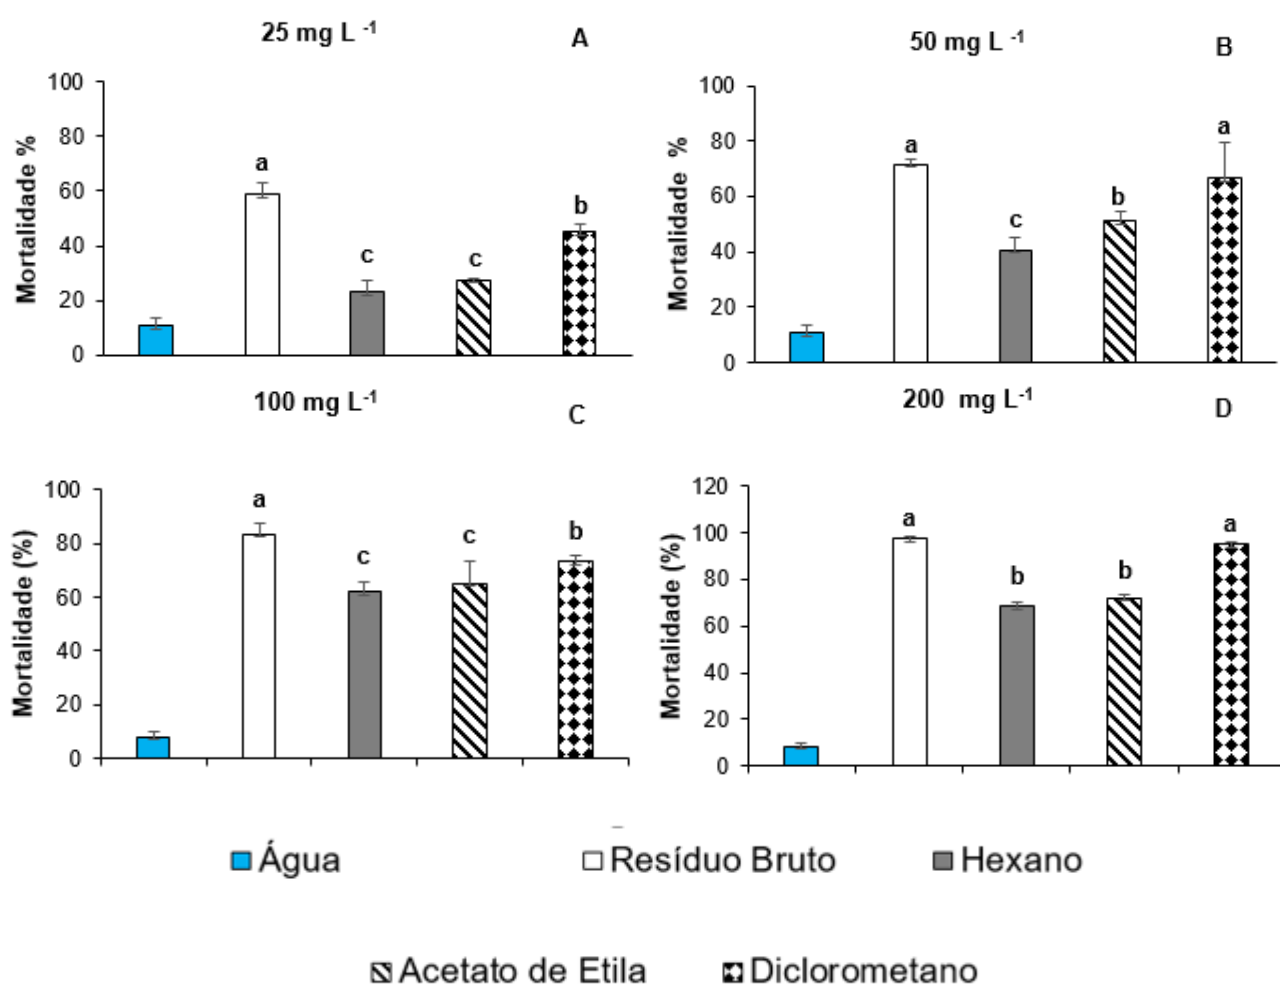 25 mg L -1
A
Mortalidade %
100
80
60
40
20
0
a
c
c
b
50 mg L -1
B
Mortalidade %
100
80
60
40
20
0
a
c
b
a
100 mg L-1
C
Mortalidade (%)
100
80
60
40
20
0
a
c
c
b
200 mg L-1
D
Mortalidade (%)
120
100
80
60
40
20
0
a
b
b
a
Água
Resíduo Bruto
Hexano
Acetato de Etila
Diclorometano